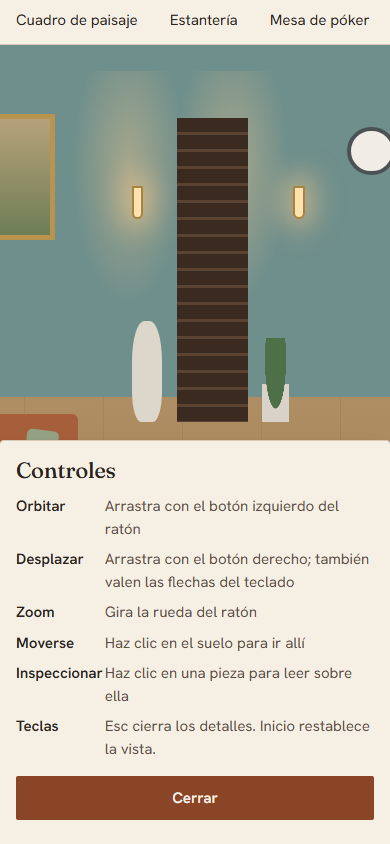 Cuadro de paisaje Estantería Mesa de póker
Controles
Orbitar Arrastra con el botón izquierdo del
ratón
Desplazar Arrastra con el botón derecho; también
valen las flechas del teclado
Zoom Gira la rueda del ratón
Moverse Haz clic en el suelo para ir allí
Inspeccionar Haz clic en una pieza para leer sobre
ella
Teclas Esc cierra los detalles. Inicio restablece
la vista.
Cerrar